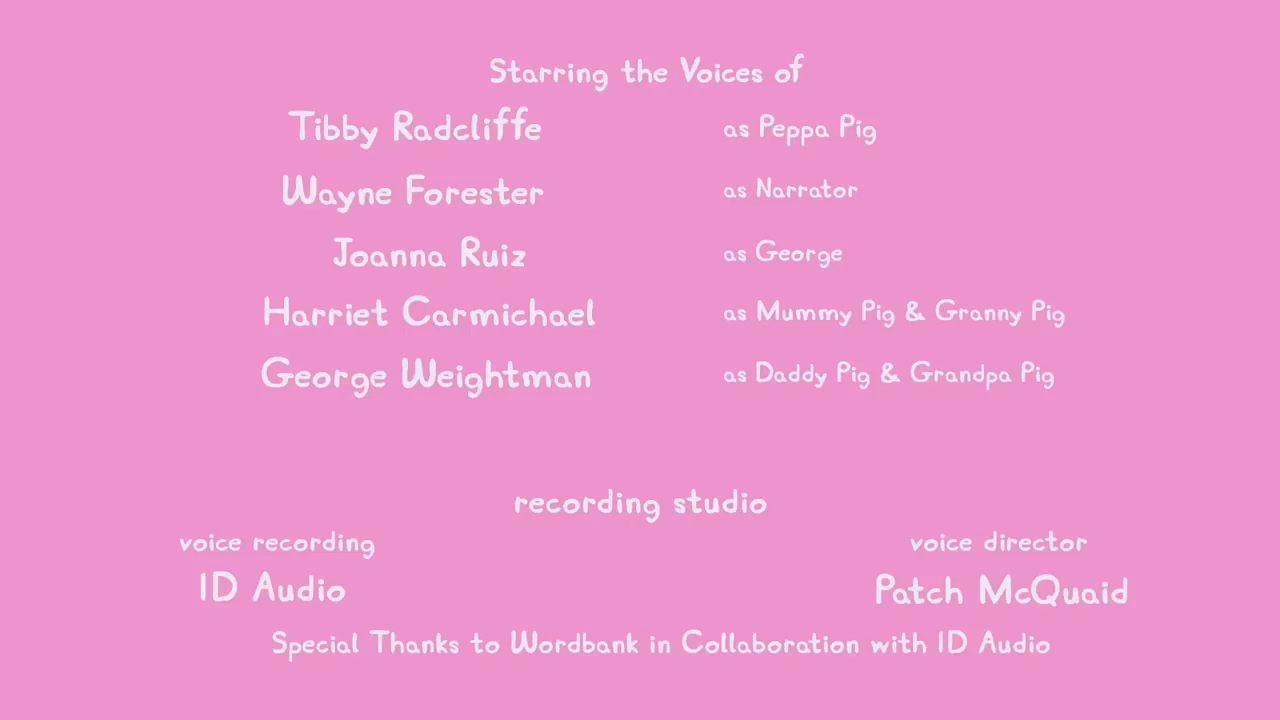 Starring the Voices of
Tibby Radcliffe as Peppa Pig
Wayne Forester as Narrator
Joanna Ruiz as George
Harriet Carmichael as Mummy Pig & Granny Pig
George Weightman as Daddy Pig & Grandpa Pig
recording studio
voice recording voice director
ID Audio Patch McQuaid
Special Thanks to Wordbank in Collaboration with ID Audio